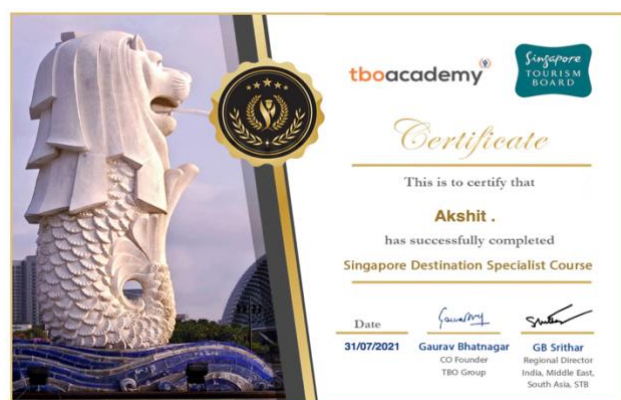 tboacademy
Singapore
TOURISM
BOARD
Certificate
This is to certify that
Akshit .
has successfully completed
Singapore Destination Specialist Course
Date
31/07/2021
Gaurav Bhatnagar
CO Founder
TBO Group
GB Srithar
Regional Director
India, Middle East,
South Asia, STB